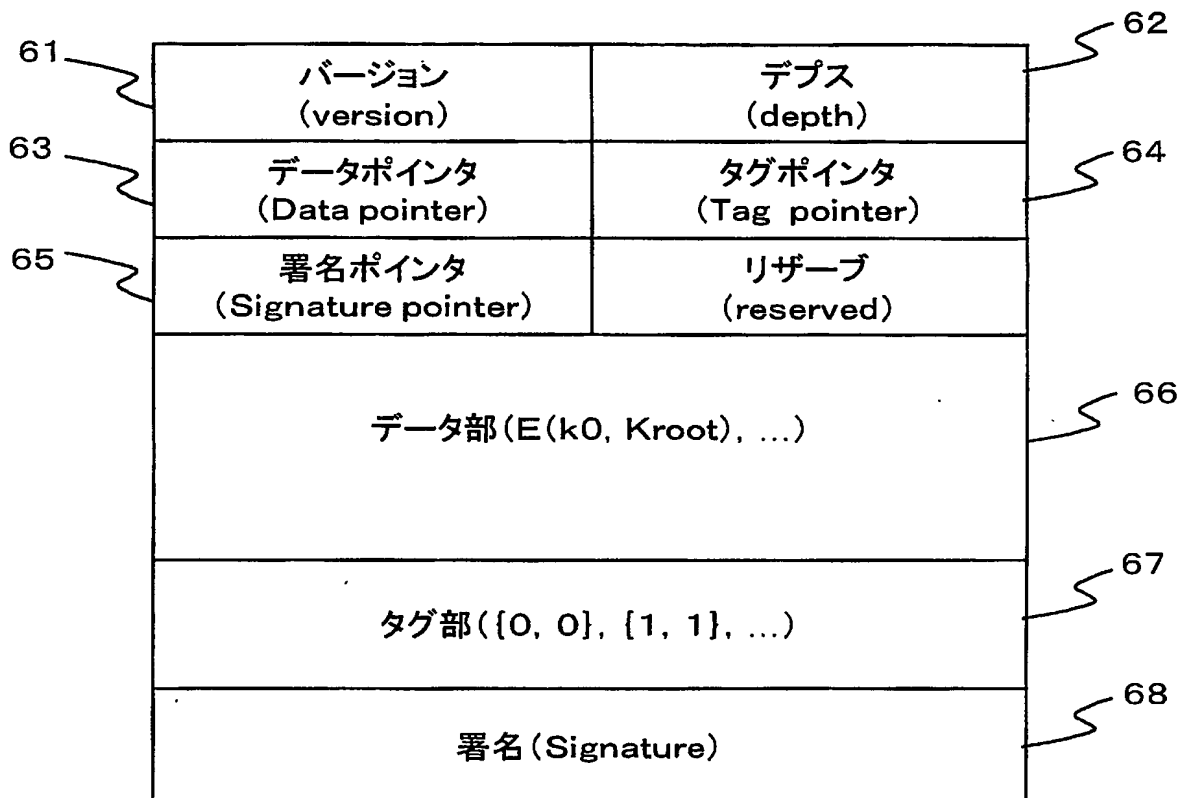 61
バージョン
(version)
デプス
(depth)
62
63
データポインタ
(Data pointer)
タグポインタ
(Tag pointer)
64
65
署名ポインタ
(Signature pointer)
リザーブ
(reserved)
データ部(E(k0, Kroot), ...)
66
タグ部({0, 0}, {1, 1}, ...)
67
署名(Signature)
68